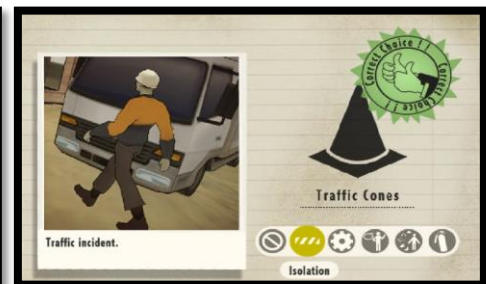 Correct Choice !!
Correct Choice !!
Traffic Cones
Traffic incident.
Isolation